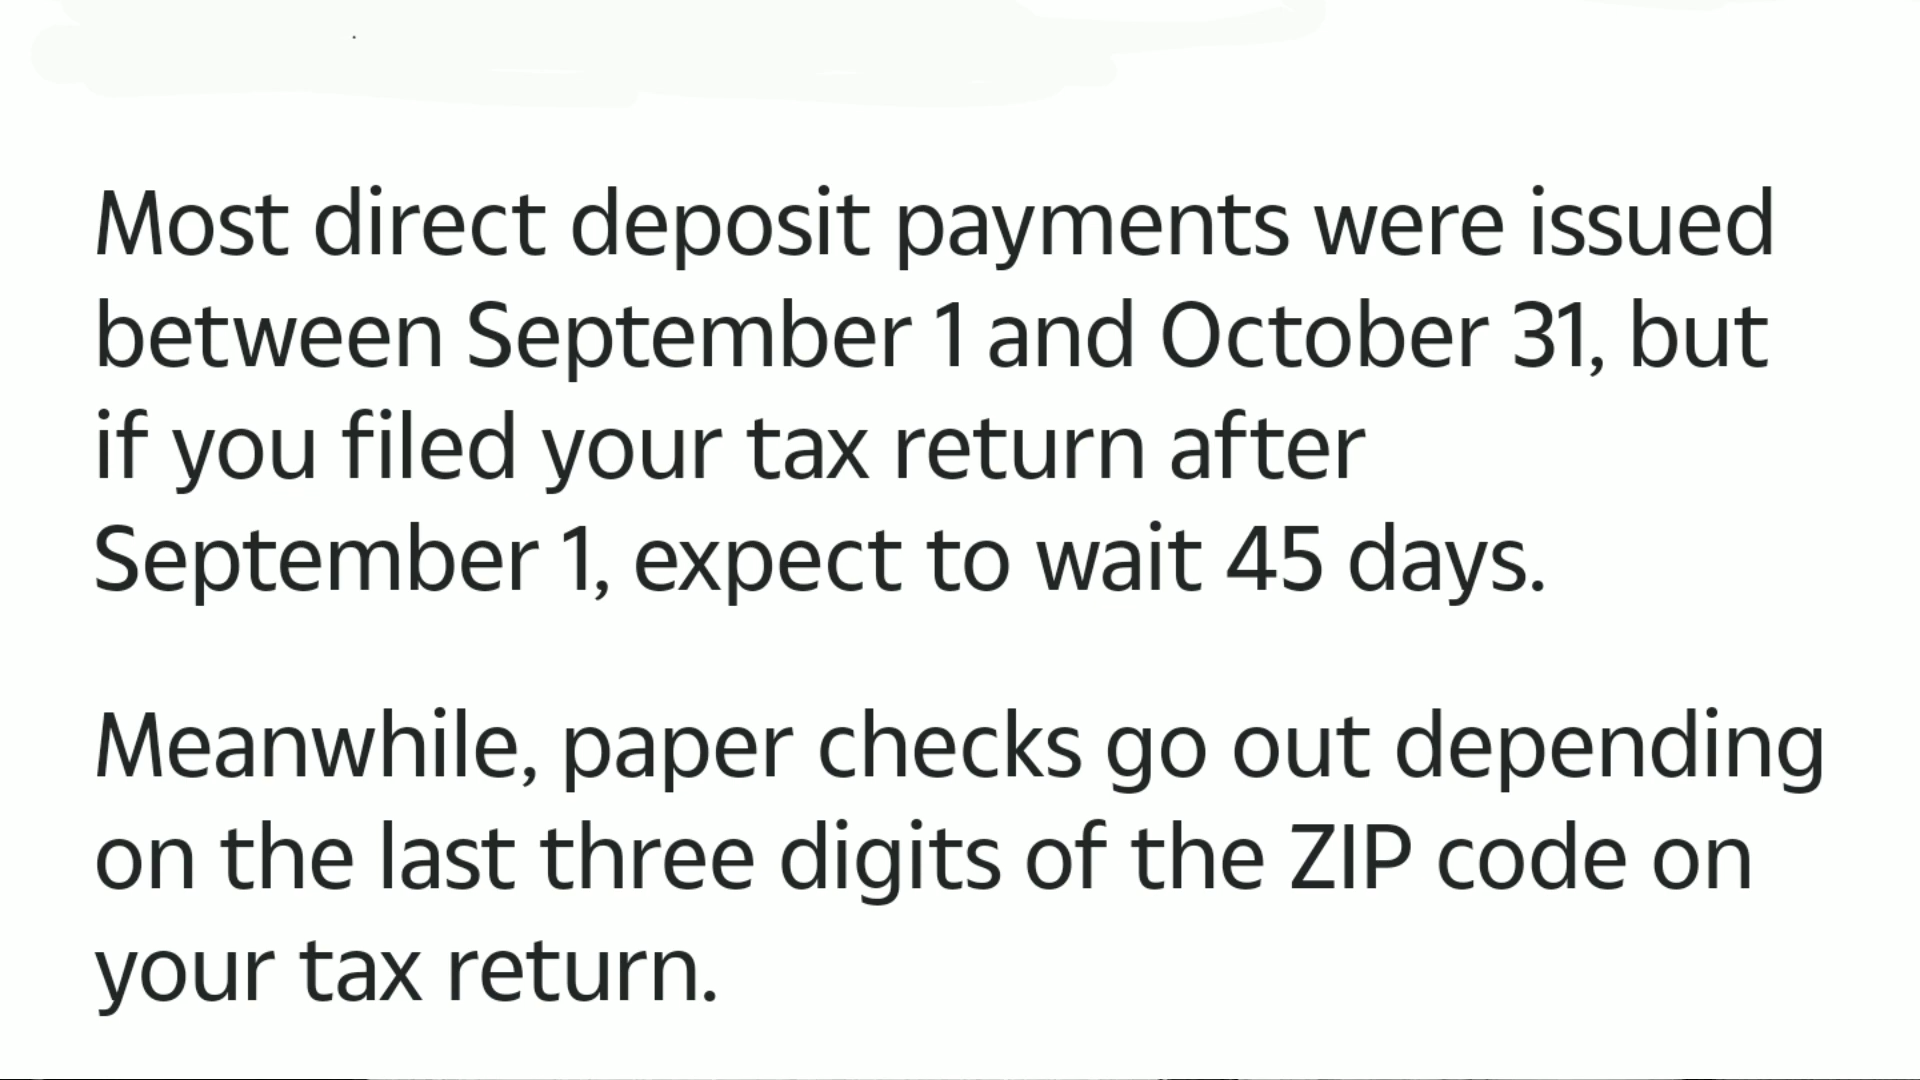 Most direct deposit payments were issued
between September 1 and October 31, but
if you filed your tax return after
September 1, expect to wait 45 days.
Meanwhile, paper checks go out depending
on the last three digits of the ZIP code on
your tax return.